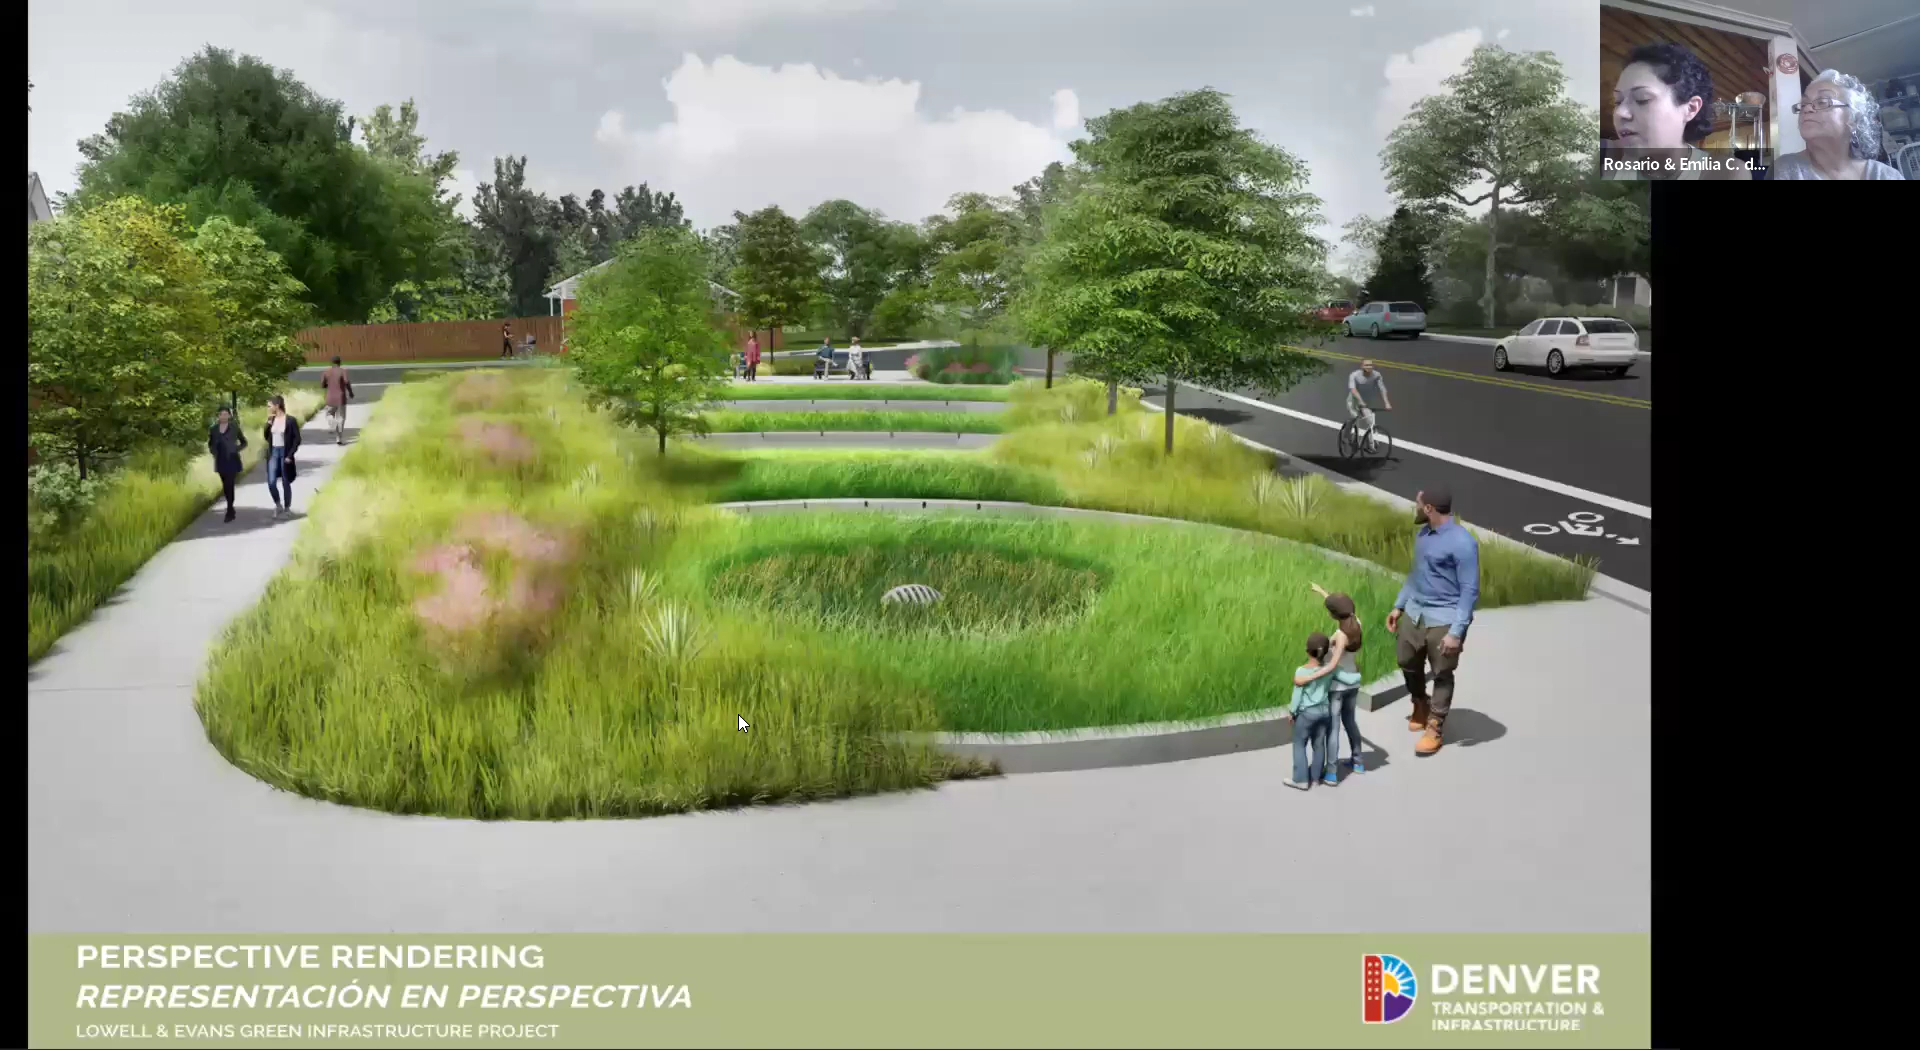 Rosario & Emilia C. d...
PERSPECTIVE RENDERING
REPRESENTACIÓN EN PERSPECTIVA
LOWELL & EVANS GREEN INFRASTRUCTURE PROJECT
DENVER
TRANSPORTATION &
INFRASTRUCTURE